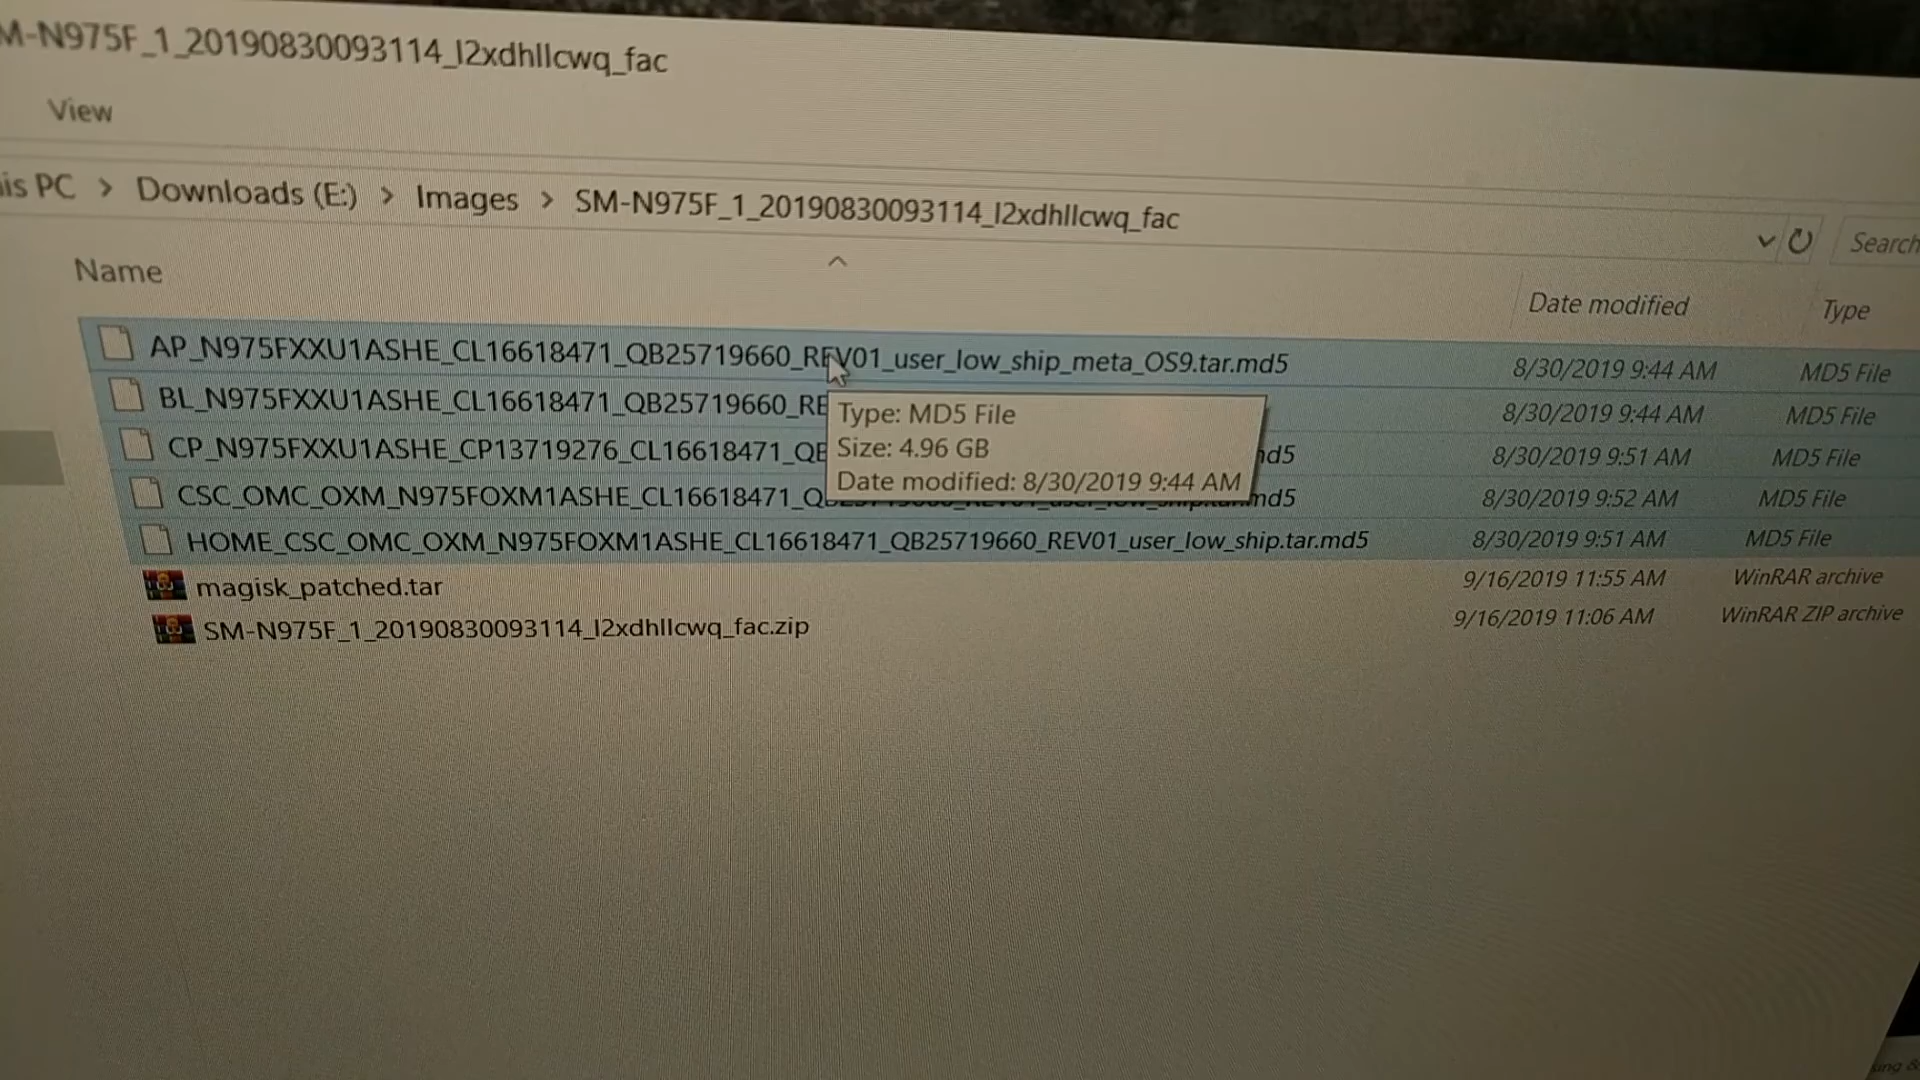 M-N975F_1_20190830093114_l2xdhllcwq_fac
View
is PC > Downloads (E:) > Images > SM-N975F_1_20190830093114_l2xdhllcwq_fac
Search
Name Date modified Type
AP_N975FXXU1ASHE_CL16618471_QB25719660_REV01_user_low_ship_meta_OS9.tar.md5 8/30/2019 9:44 AM MD5 File
BL_N975FXXU1ASHE_CL16618471_QB25719660_RE 8/30/2019 9:44 AM MD5 File
CP_N975FXXU1ASHE_CP13719276_CL16618471_QB md5 8/30/2019 9:51 AM MD5 File
CSC_OMC_OXM_N975FOXM1ASHE_CL16618471_Q md5 8/30/2019 9:52 AM MD5 File
HOME_CSC_OMC_OXM_N975FOXM1ASHE_CL16618471_QB25719660_REV01_user_low_ship.tar.md5 8/30/2019 9:51 AM MD5 File
magisk_patched.tar 9/16/2019 11:55 AM WinRAR archive
SM-N975F_1_20190830093114_l2xdhllcwq_fac.zip 9/16/2019 11:06 AM WinRAR ZIP archive
Type: MD5 File
Size: 4.96 GB
Date modified: 8/30/2019 9:44 AM